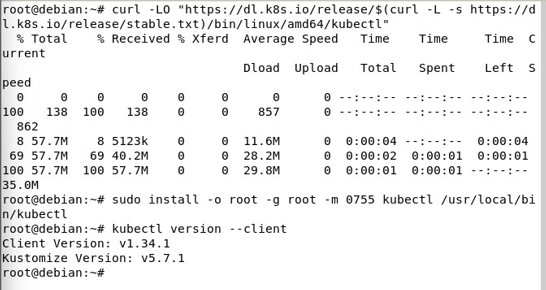 root@debian:~# curl -LO "https://dl.k8s.io/release/$(curl -L -s https://d
l.k8s.io/release/stable.txt)/bin/linux/amd64/kubectl"
  % Total    % Received % Xferd  Average Speed   Time    Time     Time  C
urrent
                                 Dload  Upload   Total   Spent    Left  S
peed
  0     0    0     0    0     0      0      0 --:--:-- --:--:-- --:--:--
100   138  100   138    0     0    857      0 --:--:-- --:--:-- --:--:--
  862
  8 57.7M    8 5123k    0     0  11.6M      0  0:00:04 --:--:--  0:00:04
 69 57.7M   69 40.2M    0     0  28.2M      0  0:00:02  0:00:01  0:00:01
100 57.7M  100 57.7M    0     0  29.8M      0  0:00:01  0:00:01 --:--:--
35.0M
root@debian:~# sudo install -o root -g root -m 0755 kubectl /usr/local/bi
n/kubectl
root@debian:~# kubectl version --client
Client Version: v1.34.1
Kustomize Version: v5.7.1
root@debian:~#